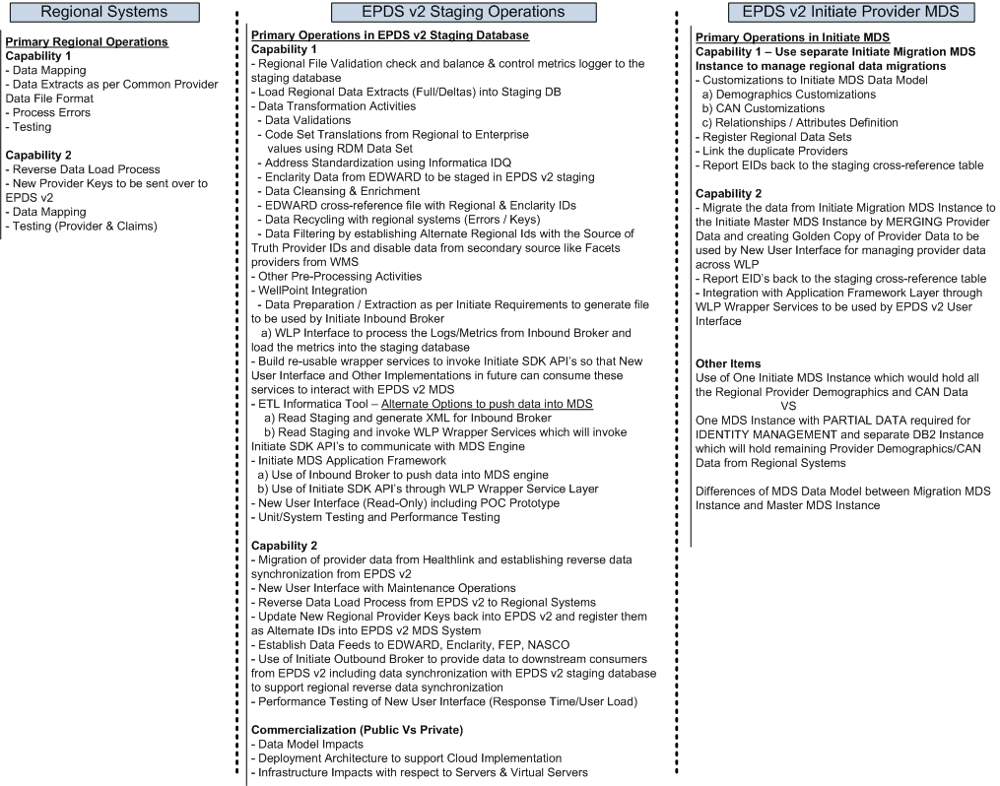 Regional Systems
Primary Regional Operations
Capability 1
- Data Mapping
- Data Extracts as per Common Provider
Data File Format
- Process Errors
- Testing
Capability 2
- Reverse Data Load Process
- New Provider Keys to be sent over to
EPDS v2
- Data Mapping
- Testing (Provider & Claims)
EPDS v2 Staging Operations
Primary Operations in EPDS v2 Staging Database
Capability 1
- Regional File Validation check and balance & control metrics logger to the
staging database
- Load Regional Data Extracts (Full/Deltas) into Staging DB
- Data Transformation Activities
- Data Validations
- Code Set Translations from Regional to Enterprise
values using RDM Data Set
- Address Standardization using Informatica IDQ
- Enclarity Data from EDWARD to be staged in EPDS v2 staging
- Data Cleansing & Enrichment
- EDWARD cross-reference file with Regional & Enclarity IDs
- Data Recycling with regional systems (Errors / Keys)
- Data Filtering by establishing Alternate Regional Ids with the Source of
Truth Provider IDs and disable data from secondary source like Facets
providers from WMS
- Other Pre-Processing Activities
- WellPoint Integration
- Data Preparation / Extraction as per Initiate Requirements to generate file
to be used by Initiate Inbound Broker
a) WLP Interface to process the Logs/Metrics from Inbound Broker and
load the metrics into the staging database
- Build re-usable wrapper services to invoke Initiate SDK API's so that New
User Interface and Other Implementations in future can consume these
services to interact with EPDS v2 MDS
- ETL Informatica Tool – Alternate Options to push data into MDS
a) Read Staging and generate XML for Inbound Broker
b) Read Staging and invoke WLP Wrapper Services which will invoke
Initiate SDK API's to communicate with MDS Engine
- Initiate MDS Application Framework
a) Use of Inbound Broker to push data into MDS engine
b) Use of Initiate SDK API's through WLP Wrapper Service Layer
- New User Interface (Read-Only) including POC Prototype
- Unit/System Testing and Performance Testing
Capability 2
- Migration of provider data from Healthlink and establishing reverse data
synchronization from EPDS v2
- New User Interface with Maintenance Operations
- Reverse Data Load Process from EPDS v2 to Regional Systems
- Update New Regional Provider Keys back into EPDS v2 and register them
as Alternate IDs into EPDS v2 MDS System
- Establish Data Feeds to EDWARD, Enclarity, FEP, NASCO
- Use of Initiate Outbound Broker to provide data to downstream consumers
from EPDS v2 including data synchronization with EPDS v2 staging database
to support regional reverse data synchronization
- Performance Testing of New User Interface (Response Time/User Load)
Commercialization (Public Vs Private)
- Data Model Impacts
- Deployment Architecture to support Cloud Implementation
- Infrastructure Impacts with respect to Servers & Virtual Servers
EPDS v2 Initiate Provider MDS
Primary Operations in Initiate MDS
Capability 1 – Use separate Initiate Migration MDS
Instance to manage regional data migrations
- Customizations to Initiate MDS Data Model
a) Demographics Customizations
b) CAN Customizations
c) Relationships / Attributes Definition
- Register Regional Data Sets
- Link the duplicate Providers
- Report EIDs back to the staging cross-reference table
Capability 2
- Migrate the data from Initiate Migration MDS Instance to
the Initiate Master MDS Instance by MERGING Provider
Data and creating Golden Copy of Provider Data to be
used by New User Interface for managing provider data
across WLP
- Report EID's back to the staging cross-reference table
- Integration with Application Framework Layer through
WLP Wrapper Services to be used by EPDS v2 User
Interface
Other Items
Use of One Initiate MDS Instance which would hold all
the Regional Provider Demographics and CAN Data
VS
One MDS Instance with PARTIAL DATA required for
IDENTITY MANAGEMENT and separate DB2 Instance
which will hold remaining Provider Demographics/CAN
Data from Regional Systems
Differences of MDS Data Model between Migration MDS
Instance and Master MDS Instance